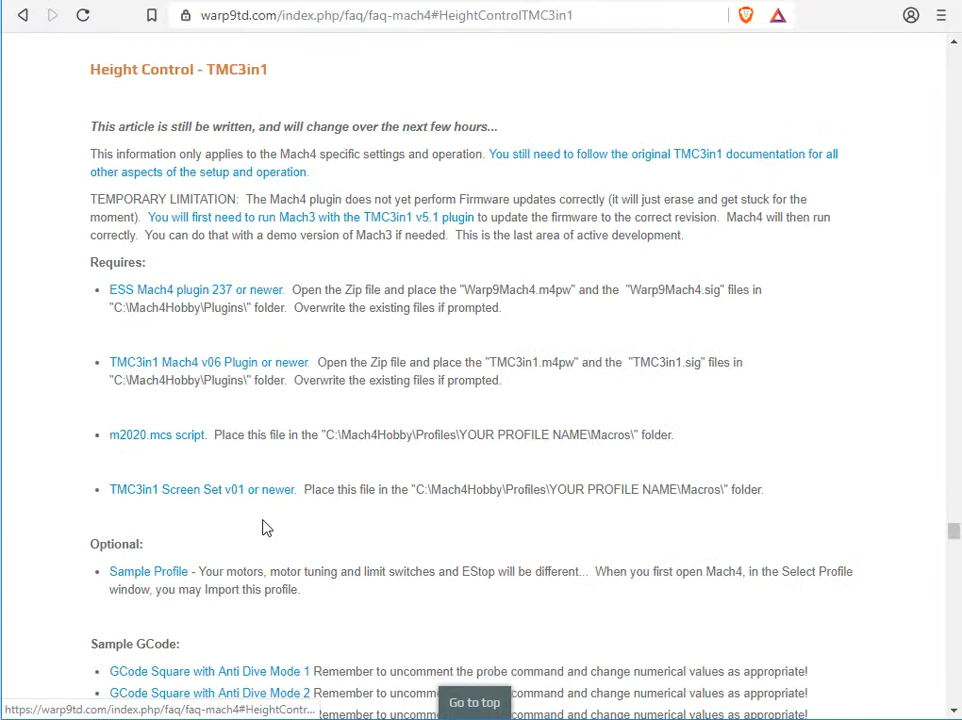 warp9td.com/index.php/faq/faq-mach4#HeightControlTMC3in1
Height Control - TMC3in1
This article is still be written, and will change over the next few hours...
This information only applies to the Mach4 specific settings and operation. You still need to follow the original TMC3in1 documentation for all
other aspects of the setup and operation.
TEMPORARY LIMITATION: The Mach4 plugin does not yet perform Firmware updates correctly (it will just erase and get stuck for the
moment). You will first need to run Mach3 with the TMC3in1 v5.1 plugin to update the firmware to the correct revision. Mach4 will then run
correctly. You can do that with a demo version of Mach3 if needed. This is the last area of active development.
Requires:
• ESS Mach4 plugin 237 or newer. Open the Zip file and place the "Warp9Mach4.m4pw" and the "Warp9Mach4.sig" files in
"C:\Mach4Hobby\Plugins\" folder. Overwrite the existing files if prompted.
• TMC3in1 Mach4 v06 Plugin or newer. Open the Zip file and place the "TMC3in1.m4pw" and the "TMC3in1.sig" files in
"C:\Mach4Hobby\Plugins\" folder. Overwrite the existing files if prompted.
• m2020.mcs script. Place this file in the "C:\Mach4Hobby\Profiles\YOUR PROFILE NAME\Macros\" folder.
• TMC3in1 Screen Set v01 or newer. Place this file in the "C:\Mach4Hobby\Profiles\YOUR PROFILE NAME\Macros\" folder.
Optional:
• Sample Profile - Your motors, motor tuning and limit switches and EStop will be different... When you first open Mach4, in the Select Profile
window, you may Import this profile.
Sample GCode:
• GCode Square with Anti Dive Mode 1 Remember to uncomment the probe command and change numerical values as appropriate!
• GCode Square with Anti Dive Mode 2 command and change numerical values as appropriate!
Go to top
https://warp9td.com/index.php/faq/faq-mach4#HeightContr...
command and change numerical values as appropriate!